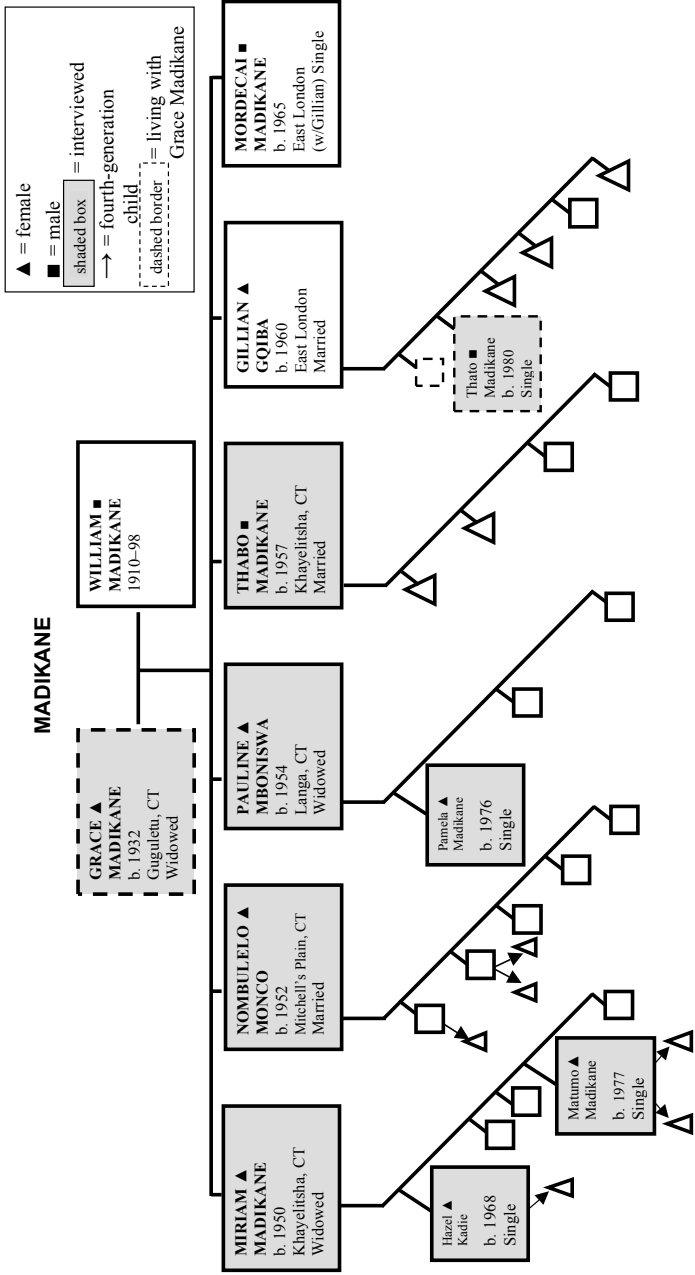 MADIKANE
▲ = female
■ = male
shaded box = interviewed
→ = fourth-generation
child
dashed border = living with
Grace Madikane
GRACE ▲
MADIKANE
b. 1932
Guguletu, CT
Widowed
WILLIAM ■
MADIKANE
1910–98
MIRIAM ▲
MADIKANE
b. 1950
Khayelitsha, CT
Widowed
NOMBULELO ▲
MONCO
b. 1952
Mitchell's Plain, CT
Married
PAULINE ▲
MBONISWA
b. 1954
Langa, CT
Widowed
THABO ■
MADIKANE
b. 1957
Khayelitsha, CT
Married
GILLIAN ▲
GQIBA
b. 1960
East London
Married
MORDECAI ■
MADIKANE
b. 1965
East London
(w/Gillian) Single
Hazel ▲
Kadie
b. 1968
Single
Matumo ▲
Madikane
b. 1977
Single
Pamela ▲
Madikane
b. 1976
Single
Thato ■
Madikane
b. 1980
Single